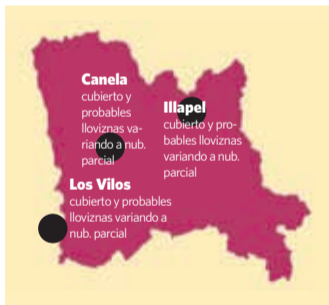 Canela
cubierto y
probables
lloviznas va-
riando a nub.
parcial
Illapel
cubierto y pro-
bables lloviznas
variando a nub.
parcial
Los Vilos
cubierto y probables
lloviznas variando a
nub. parcial